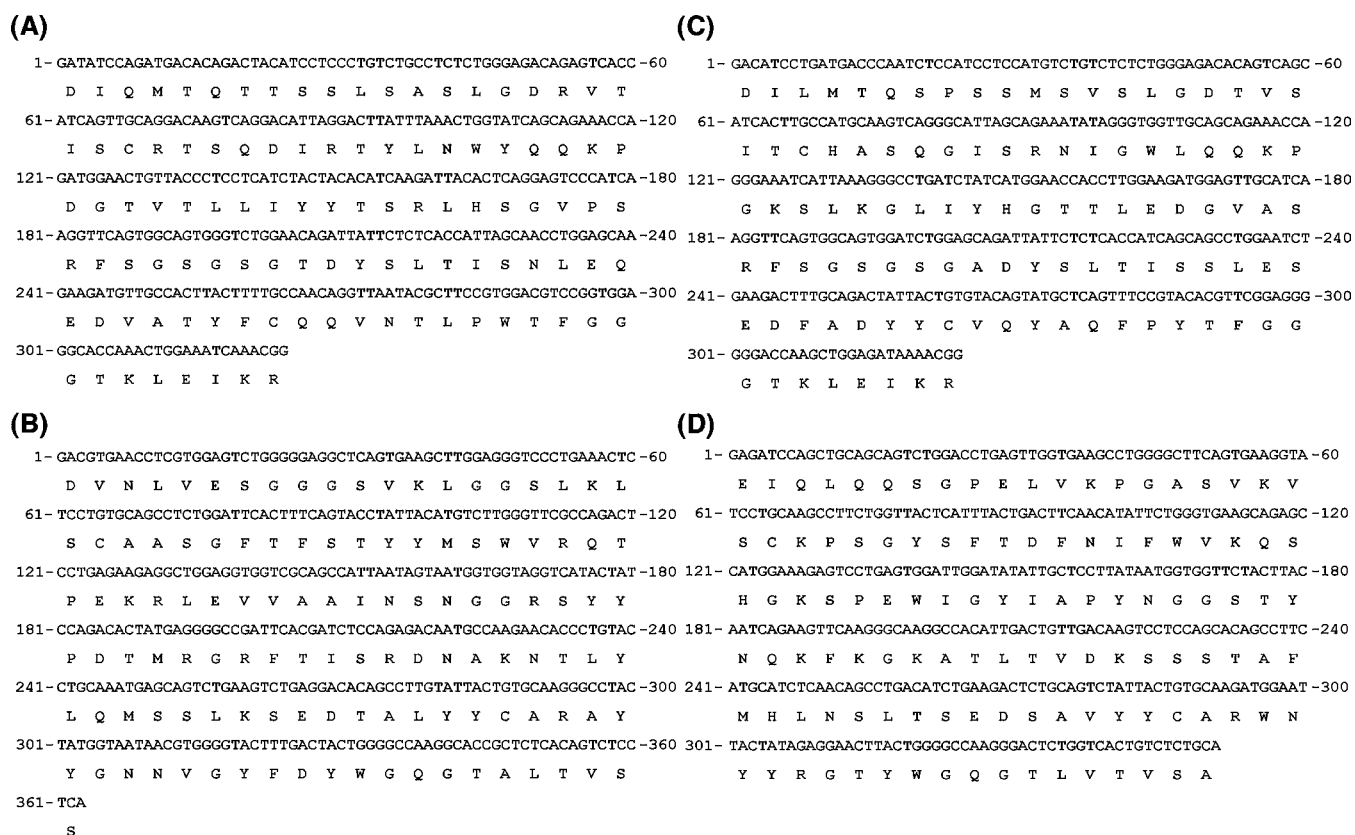 (A)
1- GATATCCAGATGACACAGACTACATCCTCCCTGTCTGCCTCTCTGGGAGACAGAGTCACC -60
D I Q M T Q T T S S L S A S L G D R V T
61- ATCAGTTGCAGGACAAGTCAGGACATTAGGACTTATTTAAACTGGTATCAGCAGAAACCA -120
I S C R T S Q D I R T Y L N W Y Q Q K P
121- GATGGAACTGTTACCCTCCTCATCTACTACACATCAAGATTACACTCAGGAGTCCCATCA -180
D G T V T L L I Y Y T S R L H S G V P S
181- AGGTTCAGTGGCAGTGGGTCTGGAACAGATTATTCTCTCACCATTAGCAACCTGGAGCAA -240
R F S G S G S G T D Y S L T I S N L E Q
241- GAAGATGTTGCCACTTACTTTTGCCAACAGGTTAATACGCTTCCGTGGACGTCCGGTGGA -300
E D V A T Y F C Q Q V N T L P W T F G G
301- GGCACCAAACTGGAAATCAAACGG
G T K L E I K R
(B)
1- GACGTGAACCTCGTGGAGTCTGGGGGAGGCTCAGTGAAGCTTGGAGGGTCCCTGAAACTC -60
D V N L V E S G G G S V K L G G S L K L
61- TCCTGTGCAGCCTCTGGATTCACTTTCAGTACCTATTACATGTCTTGGGTTCGCCAGACT -120
S C A A S G F T F S T Y Y M S W V R Q T
121- CCTGAGAAGAGGCTGGAGGTGGTCGCAGCCATTAATAGTAATGGTGGTAGGTCATACTAT -180
P E K R L E V V A A I N S N G G R S Y Y
181- CCAGACACTATGAGGGGCCGATTCACGATCTCCAGAGACAATGCCAAGAACACCCTGTAC -240
P D T M R G R F T I S R D N A K N T L Y
241- CTGCAAATGAGCAGTCTGAAGTCTGAGGACACAGCCTTGTATTACTGTGCAAGGGCCTAC -300
L Q M S S L K S E D T A L Y Y C A R A Y
301- TATGGTAATAACGTGGGGTACTTTGACTACTGGGGCCAAGGCACCGCTCTCACAGTCTCC -360
Y G N N V G Y F D Y W G Q G T A L T V S
361- TCA
S
(C)
1- GACATCCTGATGACCCAATCTCCATCCTCCATGTCTGTCTCTCTGGGAGACACAGTCAGC -60
D I L M T Q S P S S M S V S L G D T V S
61- ATCACTTGCCATGCAAGTCAGGGCATTAGCAGAAATATAGGGTGGTTGCAGCAGAAACCA -120
I T C H A S Q G I S R N I G W L Q Q K P
121- GGGAAATCATTAAAGGGCCTGATCTATCATGGAACCACCTTGGAAGATGGAGTTGCATCA -180
G K S L K G L I Y H G T T L E D G V A S
181- AGGTTCAGTGGCAGTGGATCTGGAGCAGATTATTCTCTCACCATCAGCAGCCTGGAATCT -240
R F S G S G S G A D Y S L T I S S L E S
241- GAAGACTTTGCAGACTATTACTGTGTACAGTATGCTCAGTTTCCGTACACGTTCGGAGGG -300
E D F A D Y Y C V Q Y A Q F P Y T F G G
301- GGGACCAAGCTGGAGATAAAACGG
G T K L E I K R
(D)
1- GAGATCCAGCTGCAGCAGTCTGGACCTGAGTTGGTGAAGCCTGGGGCTTCAGTGAAGGTA -60
E I Q L Q Q S G P E L V K P G A S V K V
61- TCCTGCAAGCCTTCTGGTTACTCATTTACTGACTTCAACATATTCTGGGTGAAGCAGAGC -120
S C K P S G Y S F T D F N I F W V K Q S
121- CATGGAAAGAGTCCTGAGTGGATTGGATATATTGCTCCTTATAATGGTGGTTCTACTTAC -180
H G K S P E W I G Y I A P Y N G G S T Y
181- AATCAGAAGTTCAAGGGCAAGGCCACATTGACTGTTGACAAGTCCTCCAGCACAGCCTTC -240
N Q K F K G K A T L T V D K S S S T A F
241- ATGCATCTCAACAGCCTGACATCTGAAGACTCTGCAGTCTATTACTGTGCAAGATGGAAT -300
M H L N S L T S E D S A V Y Y C A R W N
301- TACTATAGAGGAACTTACTGGGGCCAAGGGACTCTGGTCACTGTCTCTGCA
Y Y R G T Y W G Q G T L V T V S A